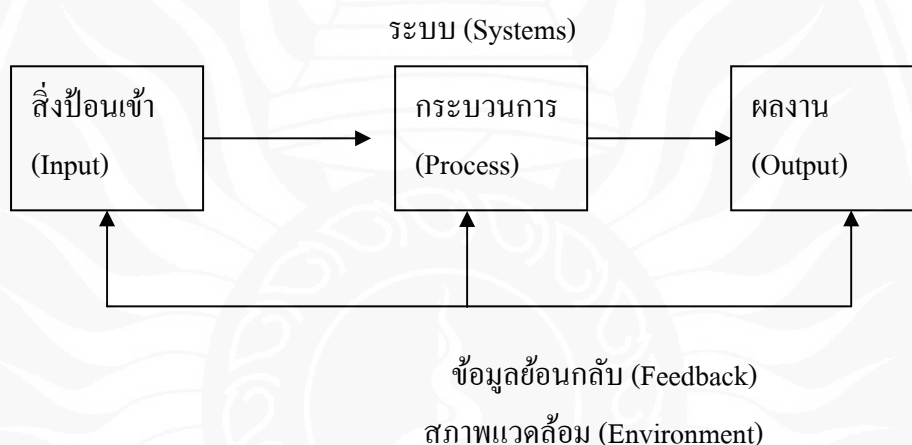 ระบบ (Systems)
สิ่งป้อนเข้า
(Input)
กระบวนการ
(Process)
ผลงาน
(Output)
ข้อมูลย้อนกลับ (Feedback)
สภาพแวดล้อม (Environment)